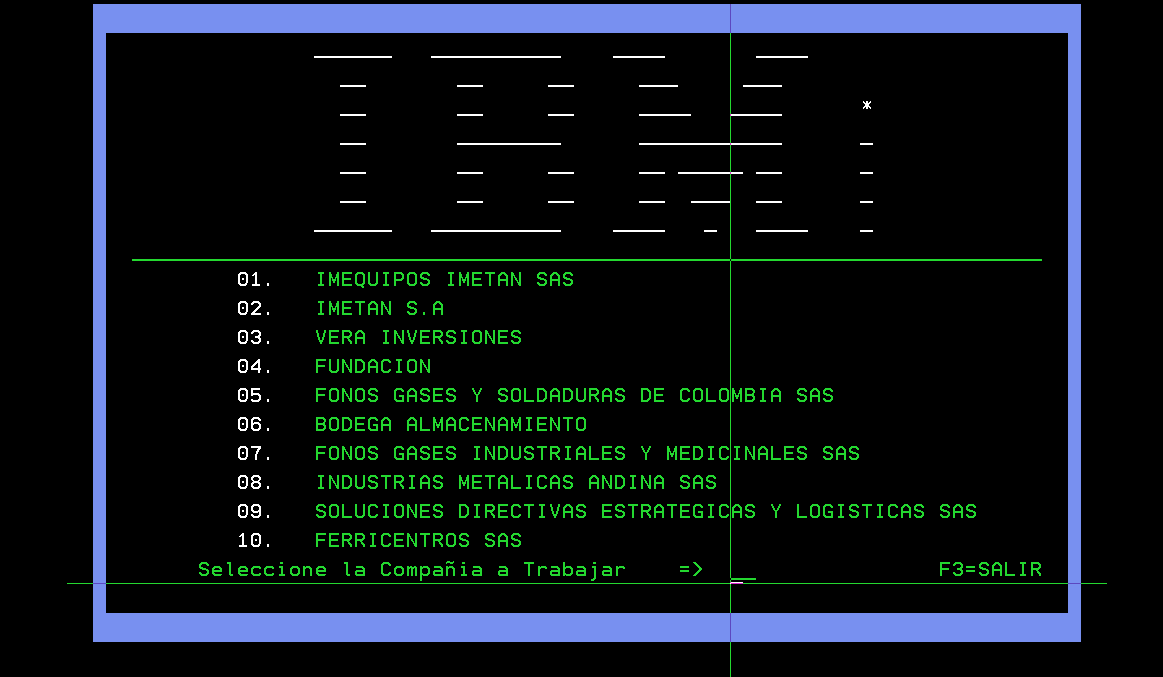 IBM i
01. IMEQUIPOS IMETAN SAS
02. IMETAN S.A
03. VERA INVERSIONES
04. FUNDACION
05. FONOS GASES Y SOLDADURAS DE COLOMBIA SAS
06. BODEGA ALMACENAMIENTO
07. FONOS GASES INDUSTRIALES Y MEDICINALES SAS
08. INDUSTRIAS METALICAS ANDINA SAS
09. SOLUCIONES DIRECTIVAS ESTRATEGICAS Y LOGISTICAS SAS
10. FERRICENTROS SAS
Seleccione la Compañia a Trabajar => __ F3=SALIR